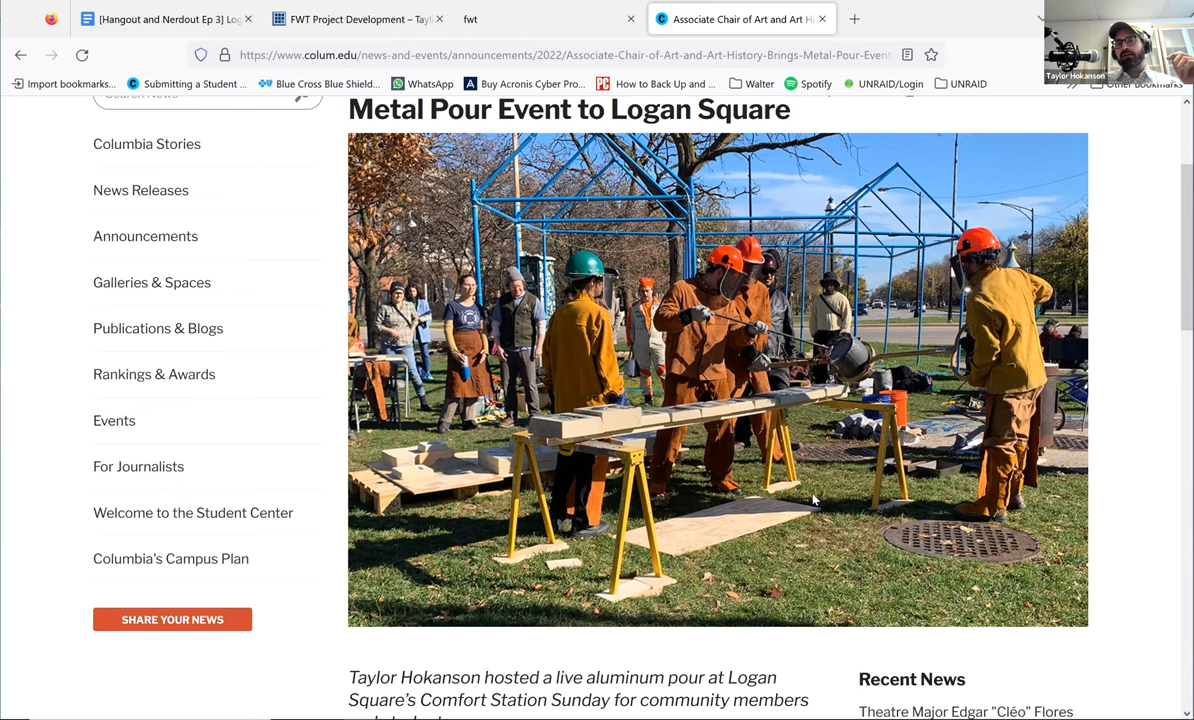 [Hangout and Nerdout Ep 3] Log
FWT Project Development – Taylo
fwt
Associate Chair of Art and Art Hi
https://www.colum.edu/news-and-events/announcements/2022/Associate-Chair-of-Art-and-Art-History-Brings-Metal-Pour-Event
Import bookmarks...
Submitting a Student ...
Blue Cross Blue Shield...
WhatsApp
Buy Acronis Cyber Pro...
How to Back Up and ...
Walter
Spotify
UNRAID/Login
UNRAID
Other Bookmarks
Taylor Hokanson
Search News
Metal Pour Event to Logan Square
Columbia Stories
News Releases
Announcements
Galleries & Spaces
Publications & Blogs
Rankings & Awards
Events
For Journalists
Welcome to the Student Center
Columbia's Campus Plan
SHARE YOUR NEWS
Taylor Hokanson hosted a live aluminum pour at Logan
Square's Comfort Station Sunday for community members
Recent News
Theatre Major Edgar "Cléo" Flores